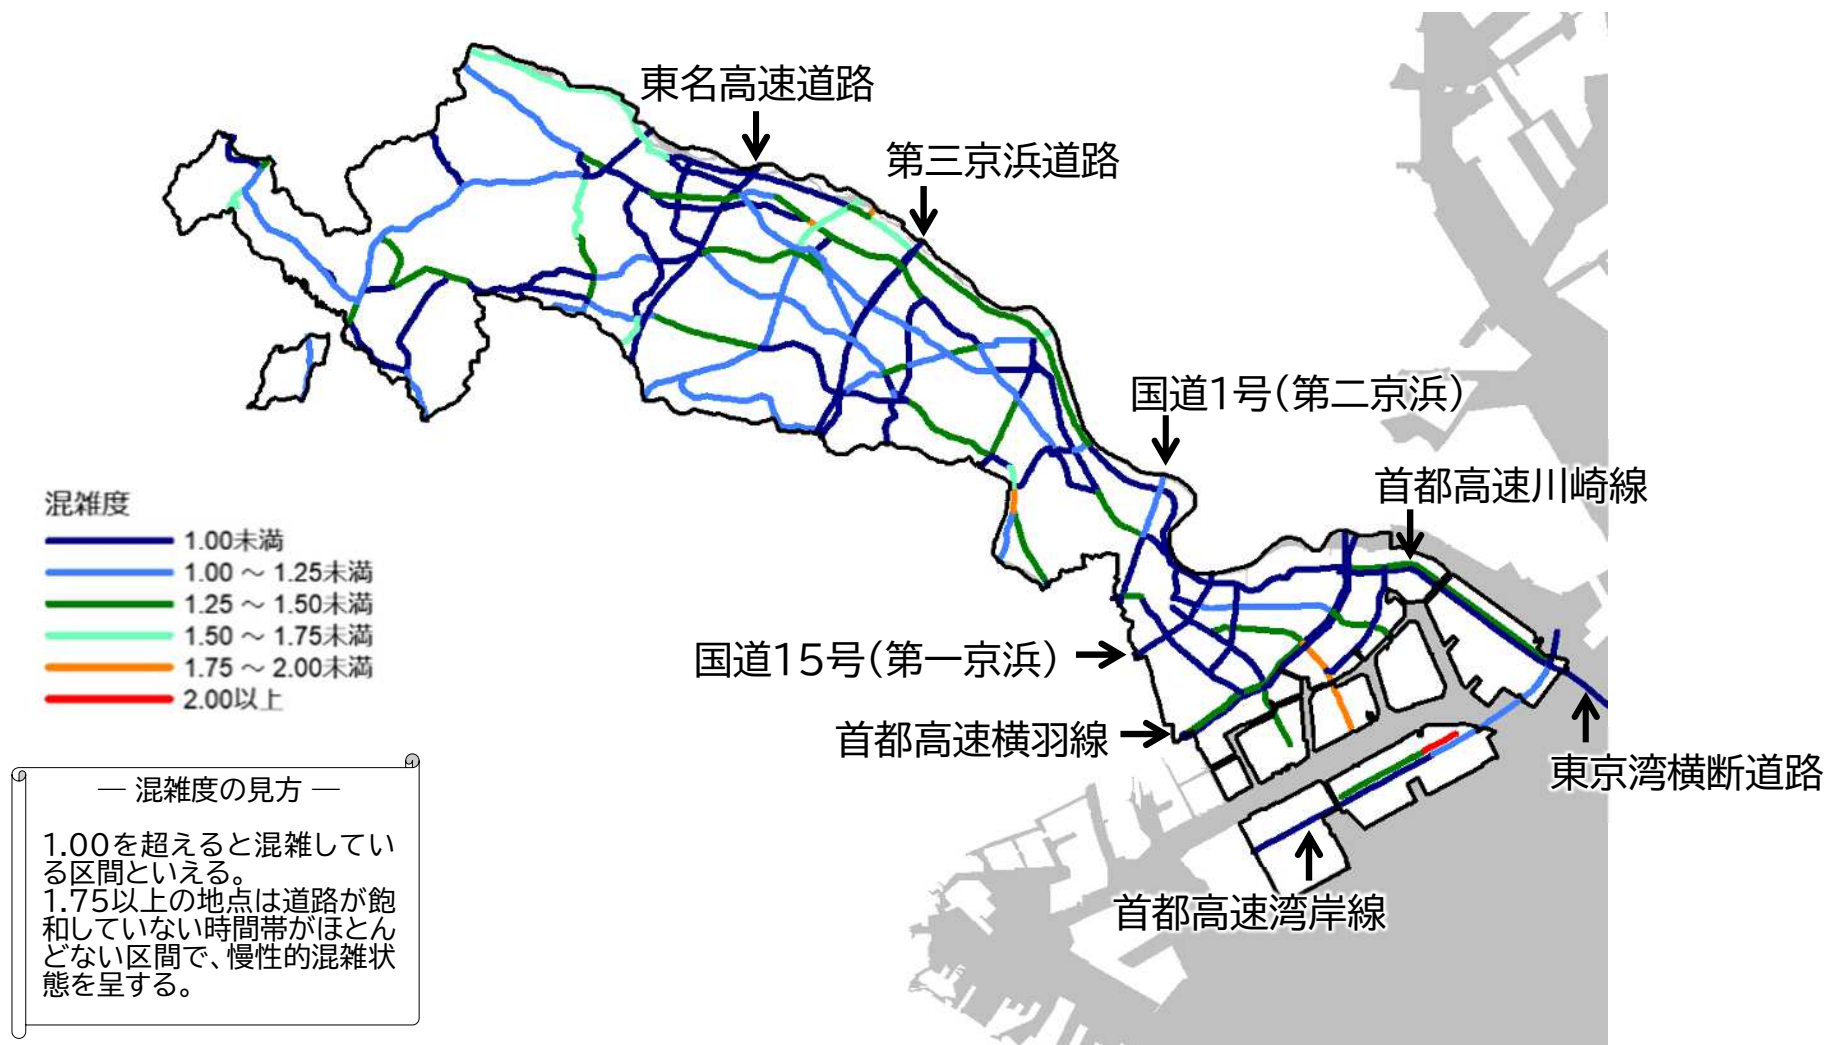 東名高速道路
第三京浜道路
国道1号(第二京浜)
首都高速川崎線
混雑度
1.00未満
1.00 ～ 1.25未満
1.25 ～ 1.50未満
1.50 ～ 1.75未満
1.75 ～ 2.00未満
2.00以上
国道15号(第一京浜)
首都高速横羽線
東京湾横断道路
首都高速湾岸線
― 混雑度の見方 ―
1.00を超えると混雑してい
る区間といえる。
1.75以上の地点は道路が飽
和していない時間帯がほとん
どない区間で、慢性的混雑状
態を呈する。